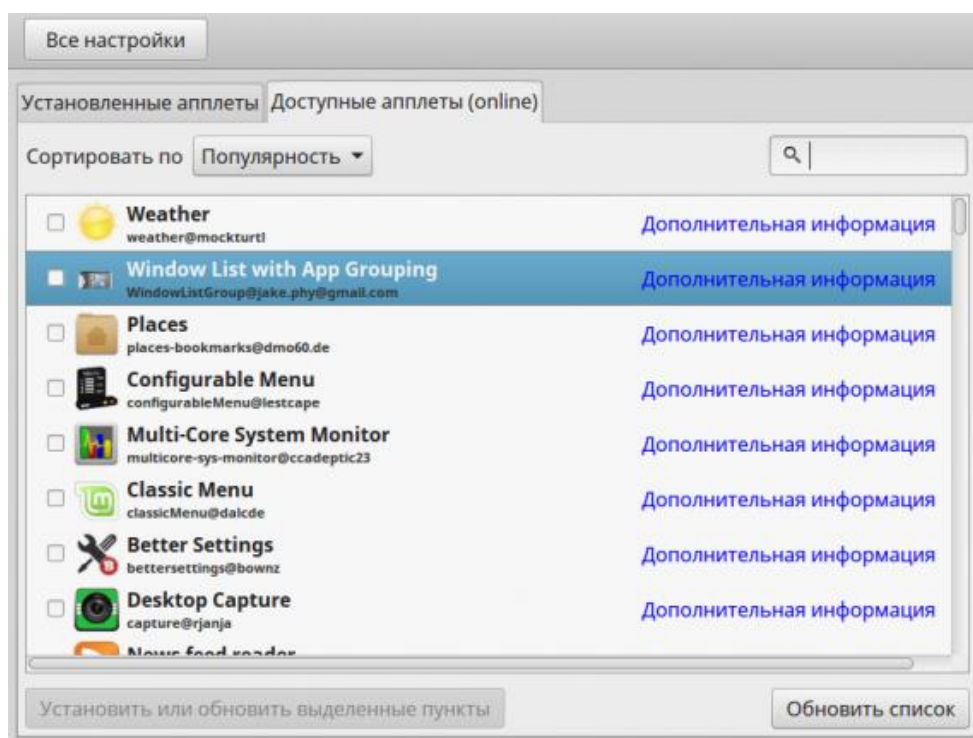 Все настройки
Установленные апплеты Доступные апплеты (online)
Сортировать по Популярность
Weather Дополнительная информация
weather@mockturtl
Window List with App Grouping Дополнительная информация
WindowListGroup@jake.phy@gmail.com
Places Дополнительная информация
places-bookmarks@dmo60.de
Configurable Menu Дополнительная информация
configurableMenu@lestcape
Multi-Core System Monitor Дополнительная информация
multicore-sys-monitor@ccadeptic23
Classic Menu Дополнительная информация
classicMenu@dalcde
Better Settings Дополнительная информация
bettersettings@bownz
Desktop Capture Дополнительная информация
capture@rjanja
News feed reader
Установить или обновить выделенные пункты Обновить список